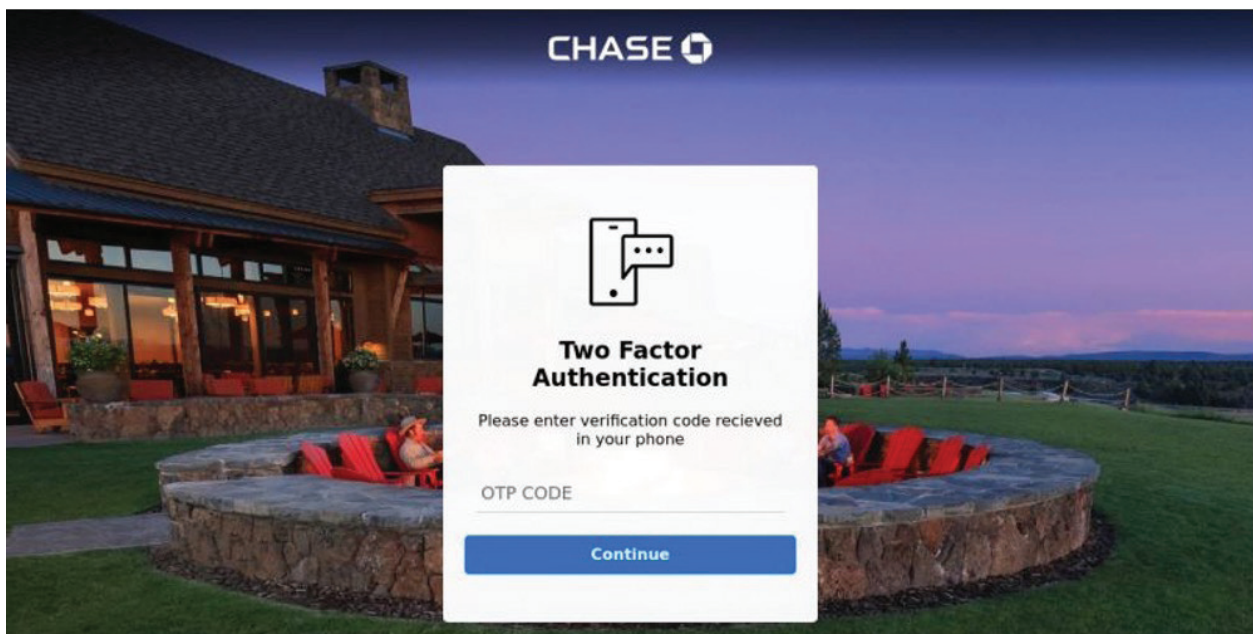 CHASE
Two Factor
Authentication
Please enter verification code recieved
in your phone
OTP CODE
Continue